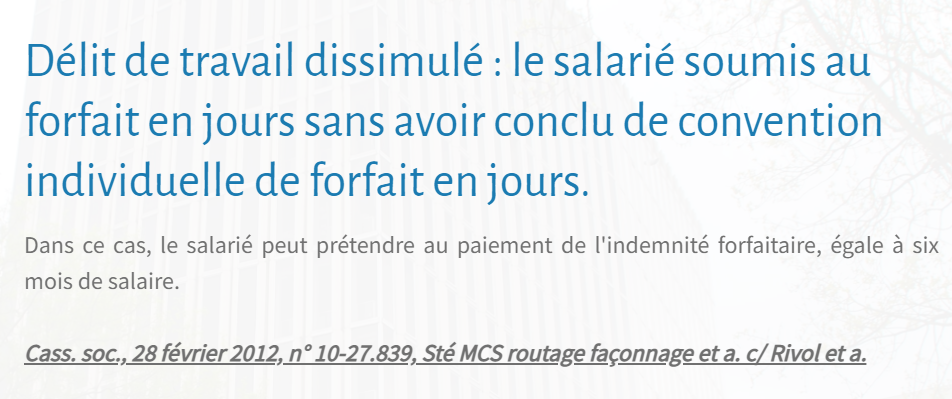 Délit de travail dissimulé : le salarié soumis au
forfait en jours sans avoir conclu de convention
individuelle de forfait en jours.
Dans ce cas, le salarié peut prétendre au paiement de l'indemnité forfaitaire, égale à six
mois de salaire.
Cass. soc., 28 février 2012, n° 10-27.839, Sté MCS routage façonnage et a. c/ Rivol et a.